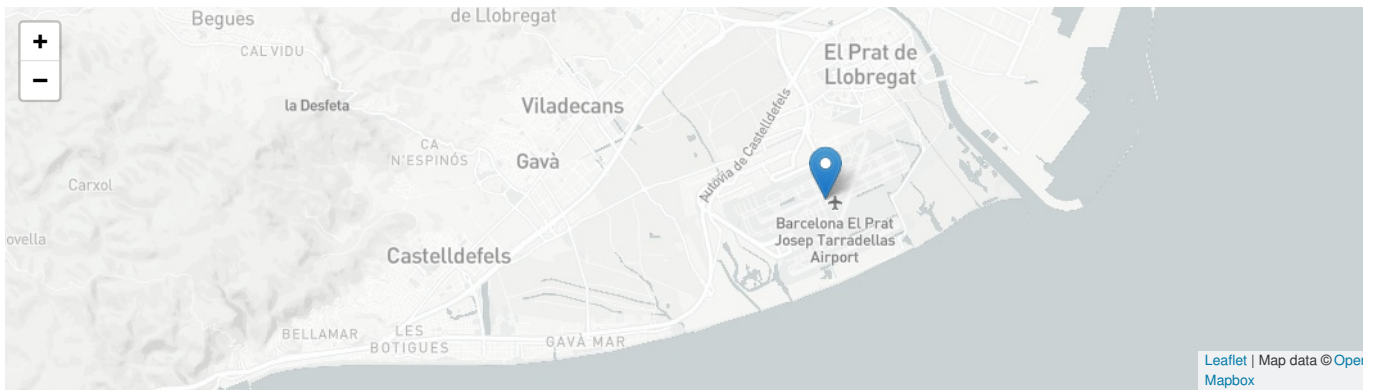 Begues
de Llobregat
+
CAL VIDU
El Prat de
Llobregat
−
la Desfeta
Viladecans
Autovia de Castelldefels
CA
N'ESPINÓS
Gavà
Carxol
Barcelona El Prat
Josep Tarradellas
Airport
ovella
Castelldefels
BELLAMAR
LES
BOTIGUES
GAVÀ MAR
Leaflet | Map data © Open
Mapbox